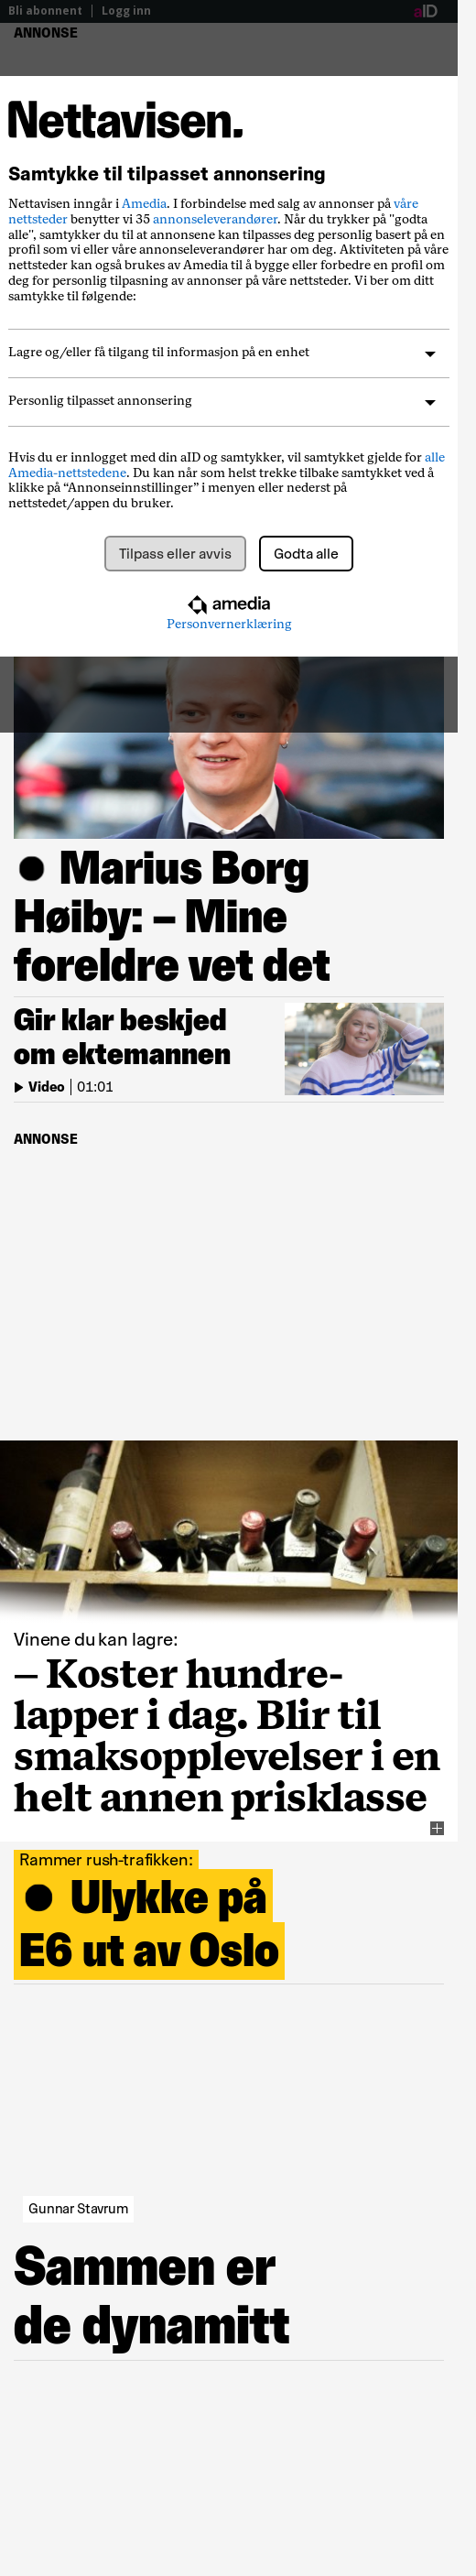 Bli abonnent | Logg inn
aID
ANNONSE
Nettavisen.
Samtykke til tilpasset annonsering
Nettavisen inngår i Amedia. I forbindelse med salg av annonser på våre
nettsteder benytter vi 35 annonseleverandører. Når du trykker på "godta
alle", samtykker du til at annonsene kan tilpasses deg personlig basert på en
profil som vi eller våre annonseleverandører har om deg. Aktiviteten på våre
nettsteder kan også brukes av Amedia til å bygge eller forbedre en profil om
deg for personlig tilpasning av annonser på våre nettsteder. Vi ber om ditt
samtykke til følgende:
Lagre og/eller få tilgang til informasjon på en enhet
Personlig tilpasset annonsering
Hvis du er innlogget med din aID og samtykker, vil samtykket gjelde for alle
Amedia-nettstedene. Du kan når som helst trekke tilbake samtykket ved å
klikke på “Annonseinnstillinger” i menyen eller nederst på
nettstedet/appen du bruker.
Tilpass eller avvis
Godta alle
amedia
Personvernerklæring
● Marius Borg
Høiby: – Mine
foreldre vet det
Gir klar beskjed
om ektemannen
Video | 01:01
ANNONSE
Vinene du kan lagre:
– Koster hundre-
lapper i dag. Blir til
smaksopplevelser i en
helt annen prisklasse
Rammer rush-trafikken:
● Ulykke på
E6 ut av Oslo
Gunnar Stavrum
Sammen er
de dynamitt